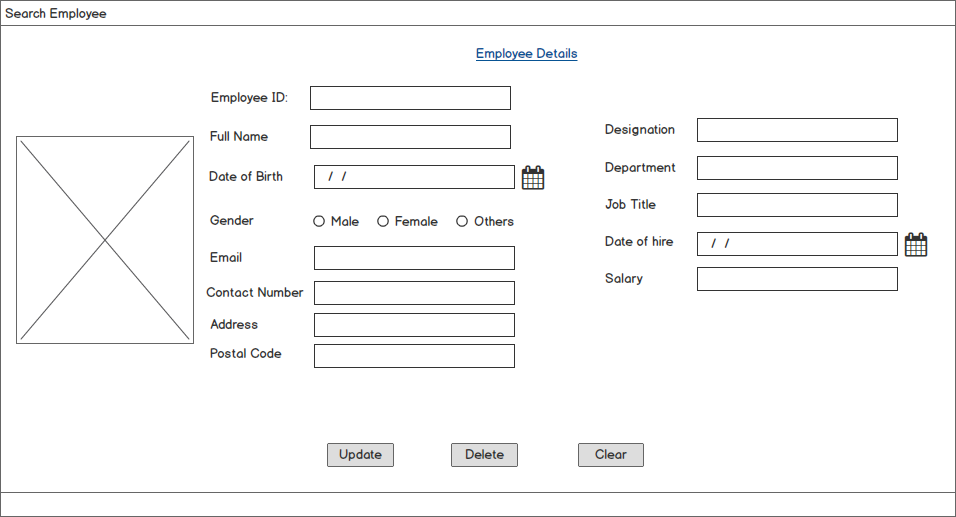 Search Employee
Employee Details
Employee ID:
Full Name
Date of Birth / /
Gender Male Female Others
Email
Contact Number
Address
Postal Code
Designation
Department
Job Title
Date of hire / /
Salary
Update Delete Clear